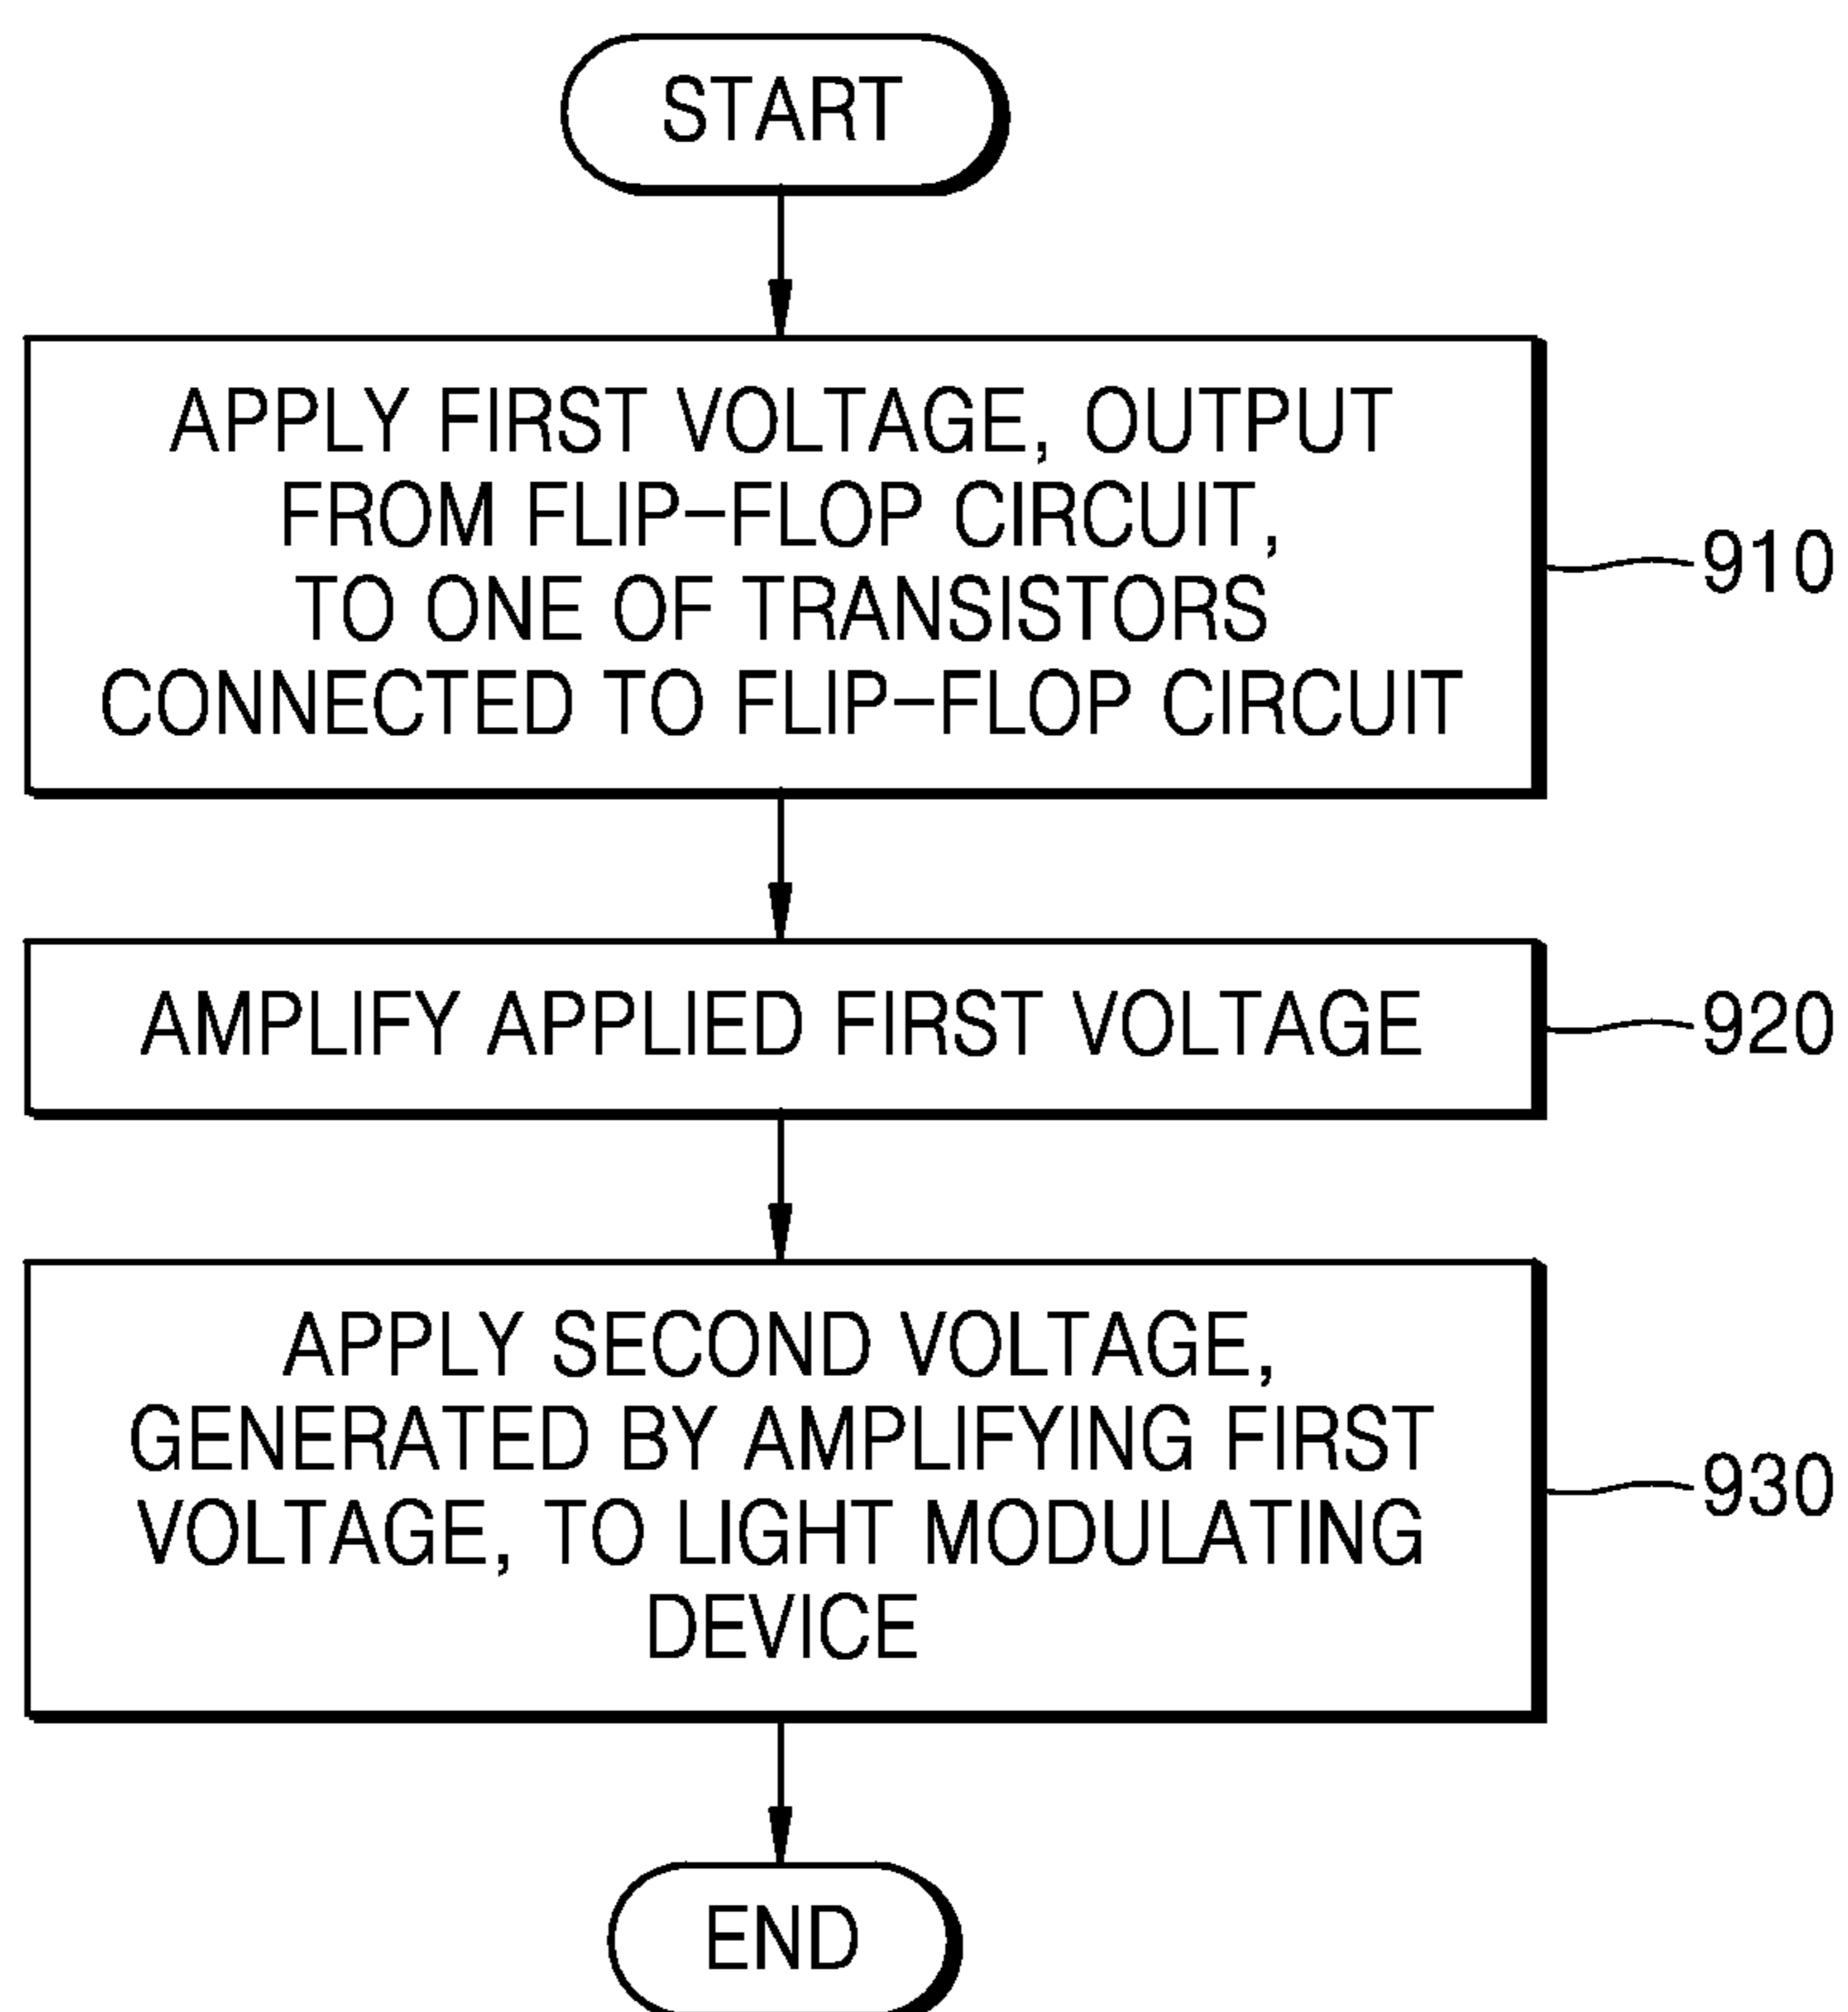 START
APPLY FIRST VOLTAGE, OUTPUT
FROM FLIP-FLOP CIRCUIT,
TO ONE OF TRANSISTORS
CONNECTED TO FLIP-FLOP CIRCUIT
910
AMPLIFY APPLIED FIRST VOLTAGE
920
APPLY SECOND VOLTAGE,
GENERATED BY AMPLIFYING FIRST
VOLTAGE, TO LIGHT MODULATING
DEVICE
930
END